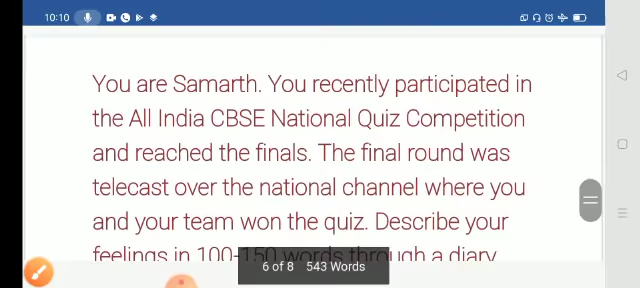 10:10
You are Samarth. You recently participated in
the All India CBSE National Quiz Competition
and reached the finals. The final round was
telecast over the national channel where you
and your team won the quiz. Describe your
feelings in 100-150 words through a diary
6 of 8 543 Words